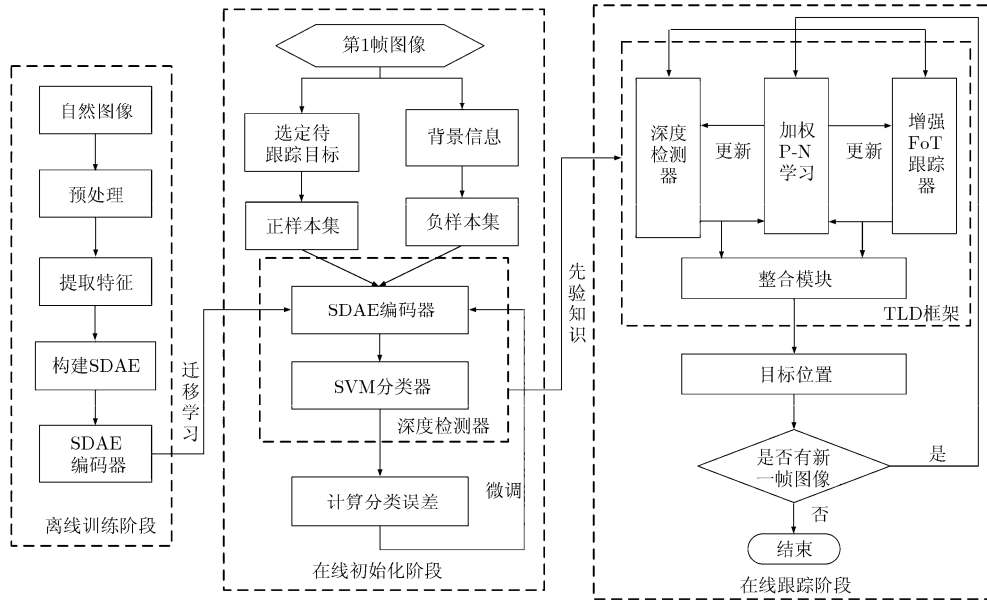 自然图像
预处理
提取特征
构建SDAE
SDAE
编码器
离线训练阶段
迁移学习
第1帧图像
选定待
跟踪目标
背景信息
正样本集
负样本集
SDAE编码器
SVM分类器
深度检测器
计算分类误差
微调
在线初始化阶段
先验知识
深度
检测
器
更新
加权
P-N
学习
更新
增强
FoT
跟踪
器
整合模块
TLD框架
目标位置
是否有新
一帧图像
是
否
结束
在线跟踪阶段